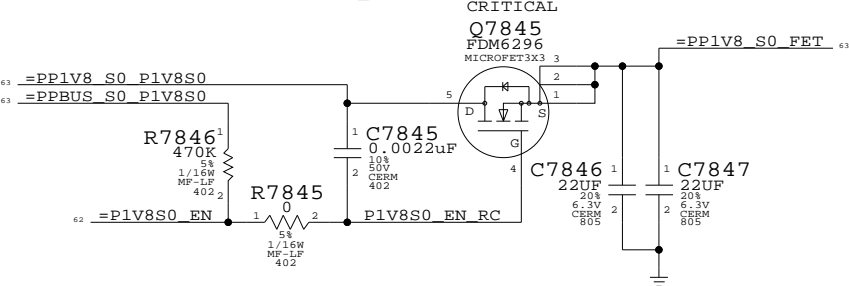 CRITICAL
Q7845
FDM6296
MICROFET3X3
=PP1V8_S0_FET 63
63 =PP1V8_S0_P1V8S0
63 =PPBUS_S0_P1V8S0
5
D
S
G
3
2
1
4
R7846
470K
5%
1/16W
MF-LF
402
1
2
C7845
0.0022uF
10%
50V
CERM
402
1
2
R7845
0
1 2
5%
1/16W
MF-LF
402
62 =P1V8S0_EN
P1V8S0_EN_RC
C7846
22UF
20%
6.3V
CERM
805
1
2
C7847
22UF
20%
6.3V
CERM
805
1
2